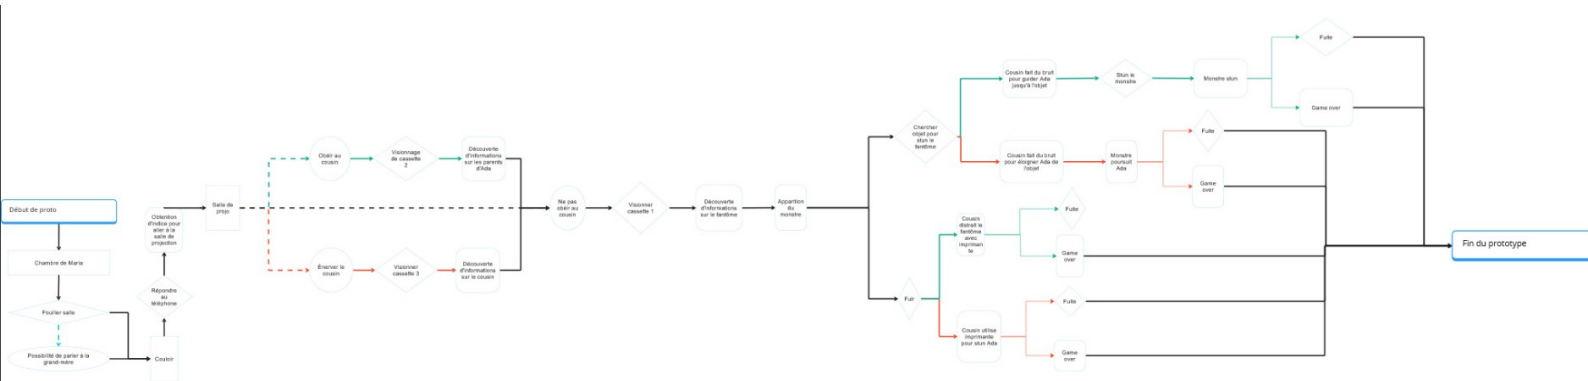 Début de proto
Chambre de Maria
Fouiller salle
Possibilité de parler à la
grand-mère
Couloir
Répondre
au
téléphone
Obtention
d'indice pour
aller à la
salle de
projection
Salle de
projo
Obéir au
cousin
Visionnage
de cassette
2
Découverte
d'informations
sur les parents
d'Ada
Énerver le
cousin
Visionner
cassette 3
Découverte
d'informations
sur le cousin
Ne pas
obéir au
cousin
Visionner
cassette 1
Découverte
d'informations
sur le fantôme
Apparition
du
monstre
Chercher
objet pour
stun le
fantôme
Cousin fait du bruit
pour guider Ada
jusqu'à l'objet
Stun le
monstre
Monstre stun
Fuite
Game over
Cousin fait du bruit
pour éloigner Ada de
l'objet
Monstre
poursuit
Ada
Fuite
Game
over
Fuir
Cousin
distrait le
fantôme
avec
impriman
te
Fuite
Game
over
Cousin utilise
imprimante
pour stun Ada
Fuite
Game
over
Fin du prototype